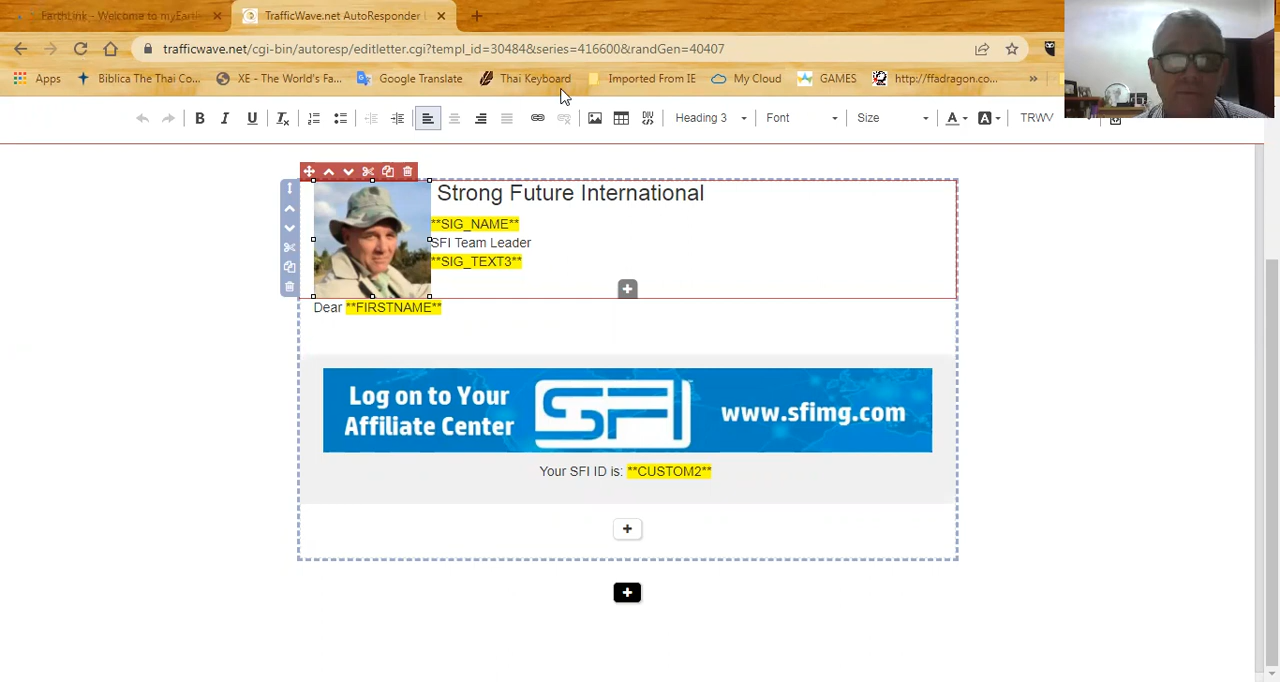 EarthLink - Welcome to myEarth
TrafficWave.net AutoResponder
trafficwave.net/cgi-bin/autoresp/editletter.cgi?templ_id=30484&series=416600&randGen=40407
Apps Biblica The Thai Co... XE - The World's Fa... Google Translate Thai Keyboard Imported From IE My Cloud GAMES http://ffadragon.co... »
B I U Heading 3 Font Size A A TRWV
Strong Future International
**SIG_NAME**
SFI Team Leader
**SIG_TEXT3**
Dear **FIRSTNAME**
Log on to Your
Affiliate Center
SFI
www.sfimg.com
Your SFI ID is: **CUSTOM2**